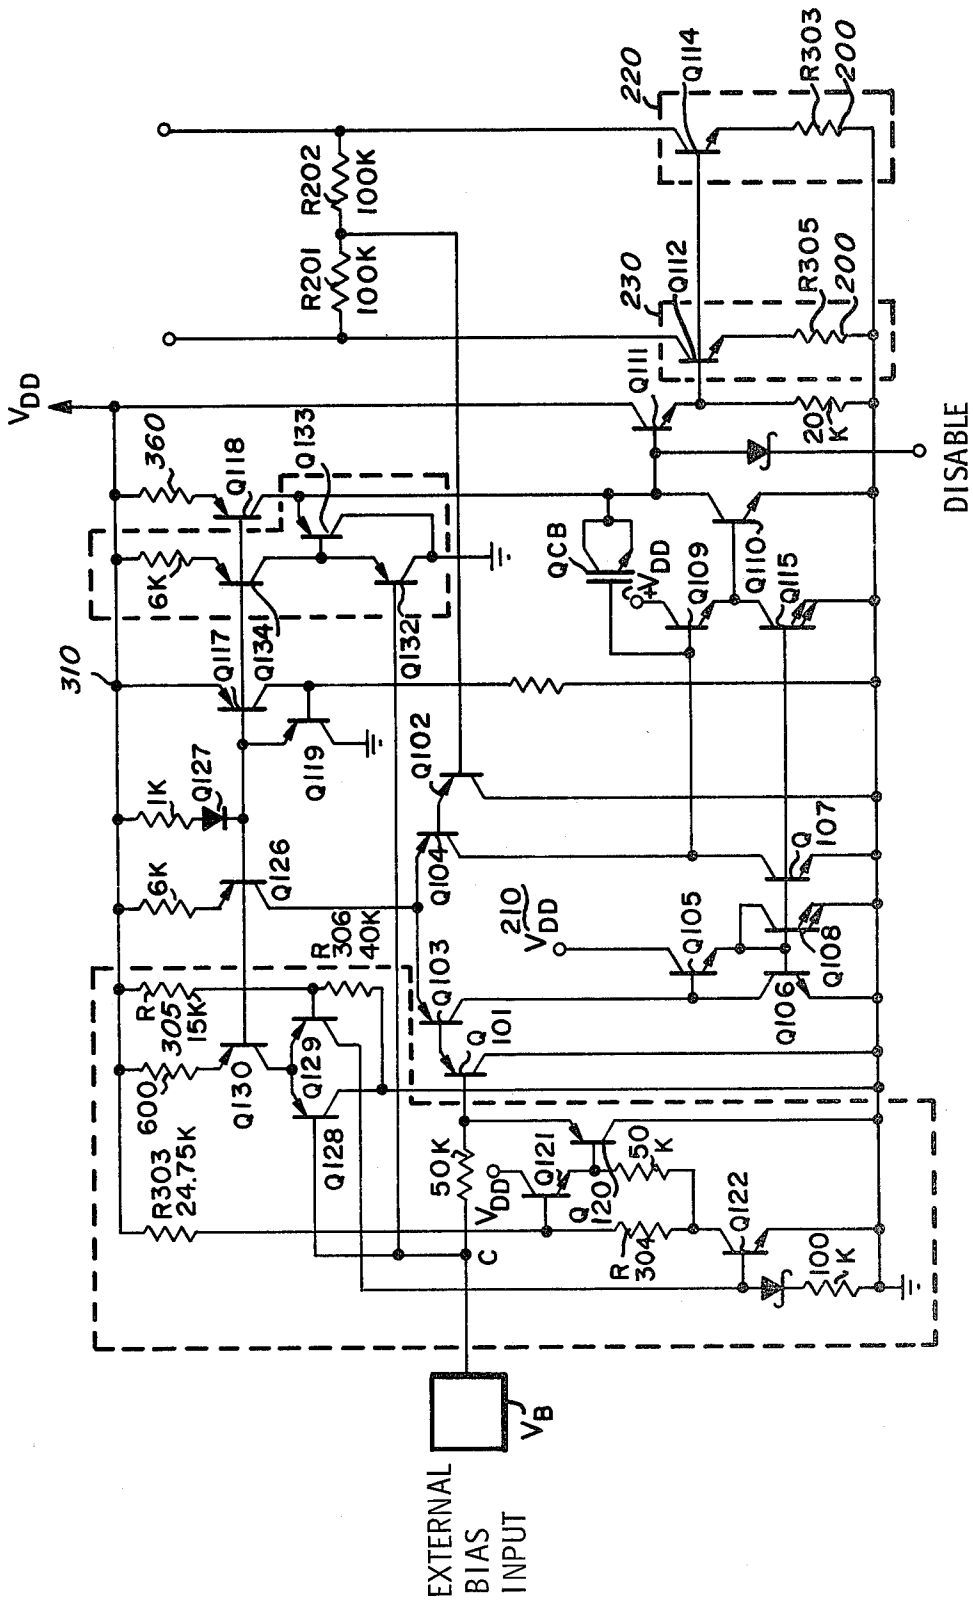 VDD
310
R303
24.75K
600
R
305
15K
6K
1K
Q127
Q117
Q134
16K
360
Q118
Q133
Q132
Q130
Q129
Q128
Q126
R
306
40K
Q119
R201
100K
R202
100K
EXTERNAL
BIAS
INPUT
VB
C
50K
Q
101
Q103
Q104
Q102
VDD
Q121
Q
120
50
K
R
304
Q122
100
K
210
VDD
Q105
Q106
Q108
Q
107
QCB
+VDD
Q109
Q110
Q115
Q111
20
K
DISABLE
230
Q112
R305
200
220
Q114
R303
200